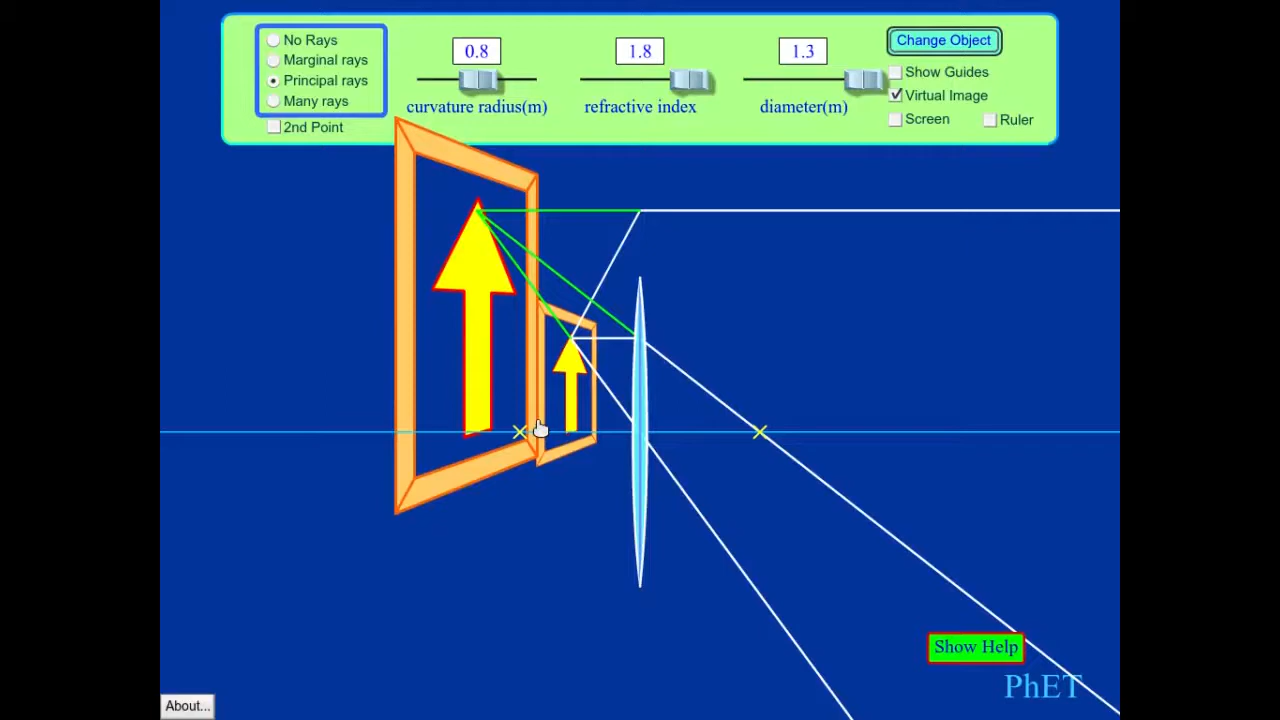 No Rays
Marginal rays
Principal rays
Many rays
2nd Point
0.8
curvature radius(m)
1.8
refractive index
1.3
diameter(m)
Change Object
Show Guides
Virtual Image
Screen
Ruler
Show Help
PhET
About...